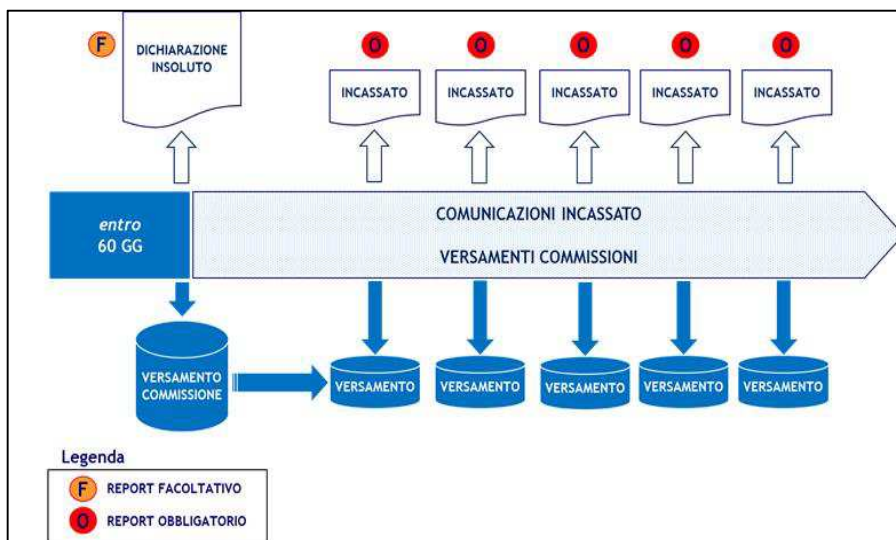 F
DICHIARAZIONE
INSOLUTO
O
O
O
O
O
INCASSATO
INCASSATO
INCASSATO
INCASSATO
INCASSATO
entro
60 GG
COMUNICAZIONI INCASSATO
VERSAMENTI COMMISSIONI
VERSAMENTO
COMMISSIONE
VERSAMENTO
VERSAMENTO
VERSAMENTO
VERSAMENTO
VERSAMENTO
Legenda
F REPORT FACOLTATIVO
O REPORT OBBLIGATORIO